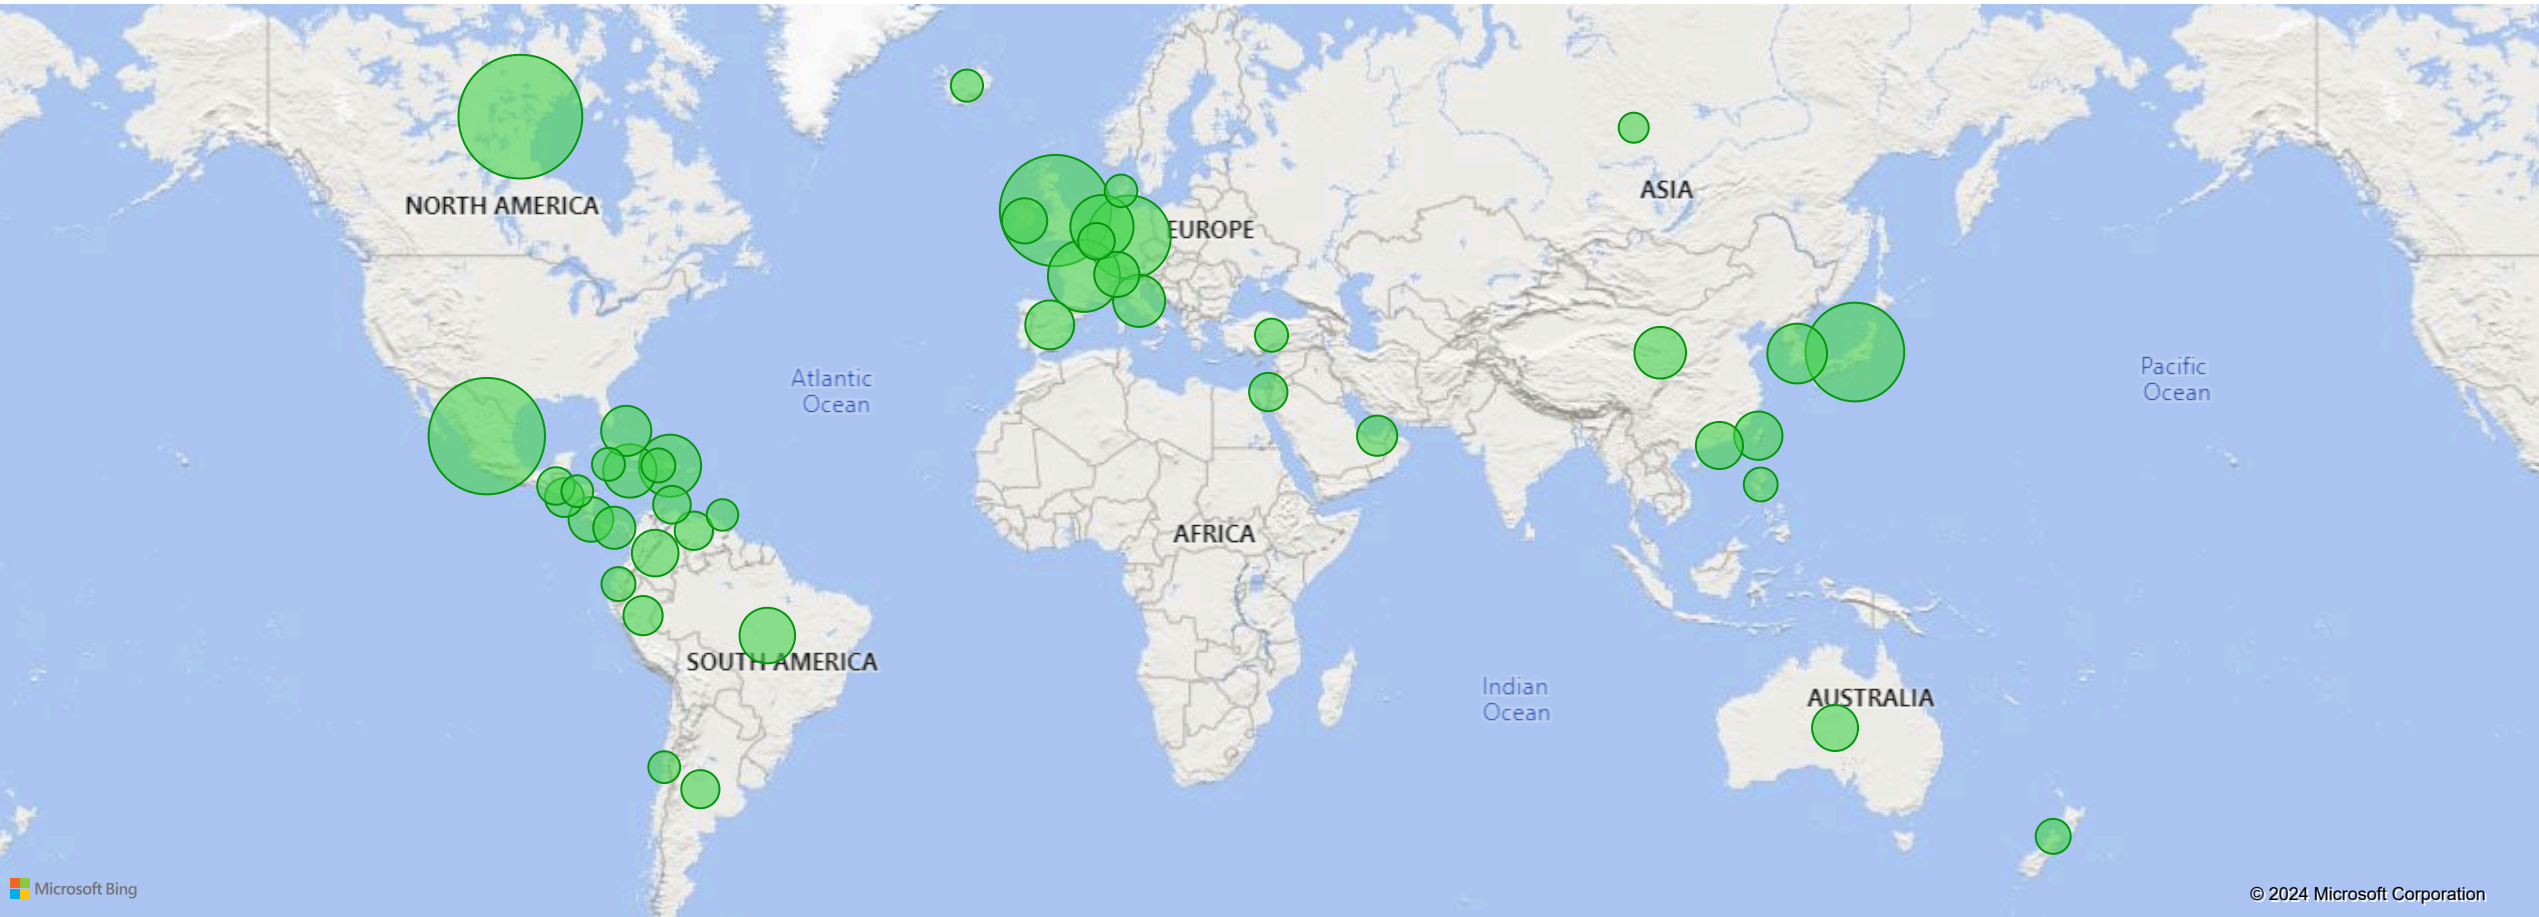 ASIA
NORTH AMERICA
EUROPE
Atlantic
Ocean
Pacific
Ocean
AFRICA
SOUTH AMERICA
Indian
Ocean
AUSTRALIA
Microsoft Bing
© 2024 Microsoft Corporation